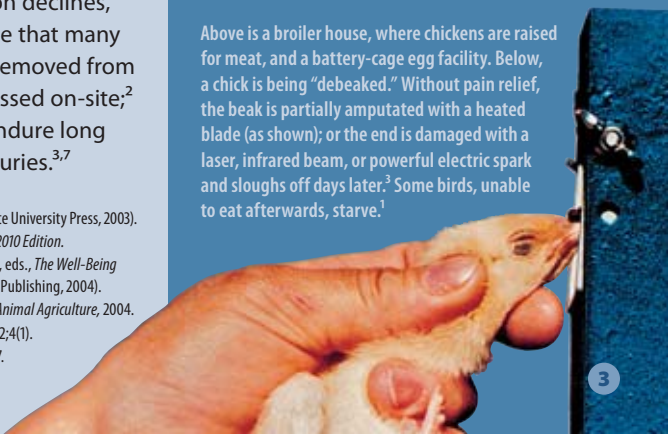 on declines,
e that many
emoved from
ssed on-site;²
ndure long
uries.³,⁷
e University Press, 2003).
2010 Edition.
, eds., The Well-Being
Publishing, 2004).
Animal Agriculture, 2004.
2;4(1).
Above is a broiler house, where chickens are raised
for meat, and a battery-cage egg facility. Below,
a chick is being “debeaked.” Without pain relief,
the beak is partially amputated with a heated
blade (as shown); or the end is damaged with a
laser, infrared beam, or powerful electric spark
and sloughs off days later.³ Some birds, unable
to eat afterwards, starve.¹
3